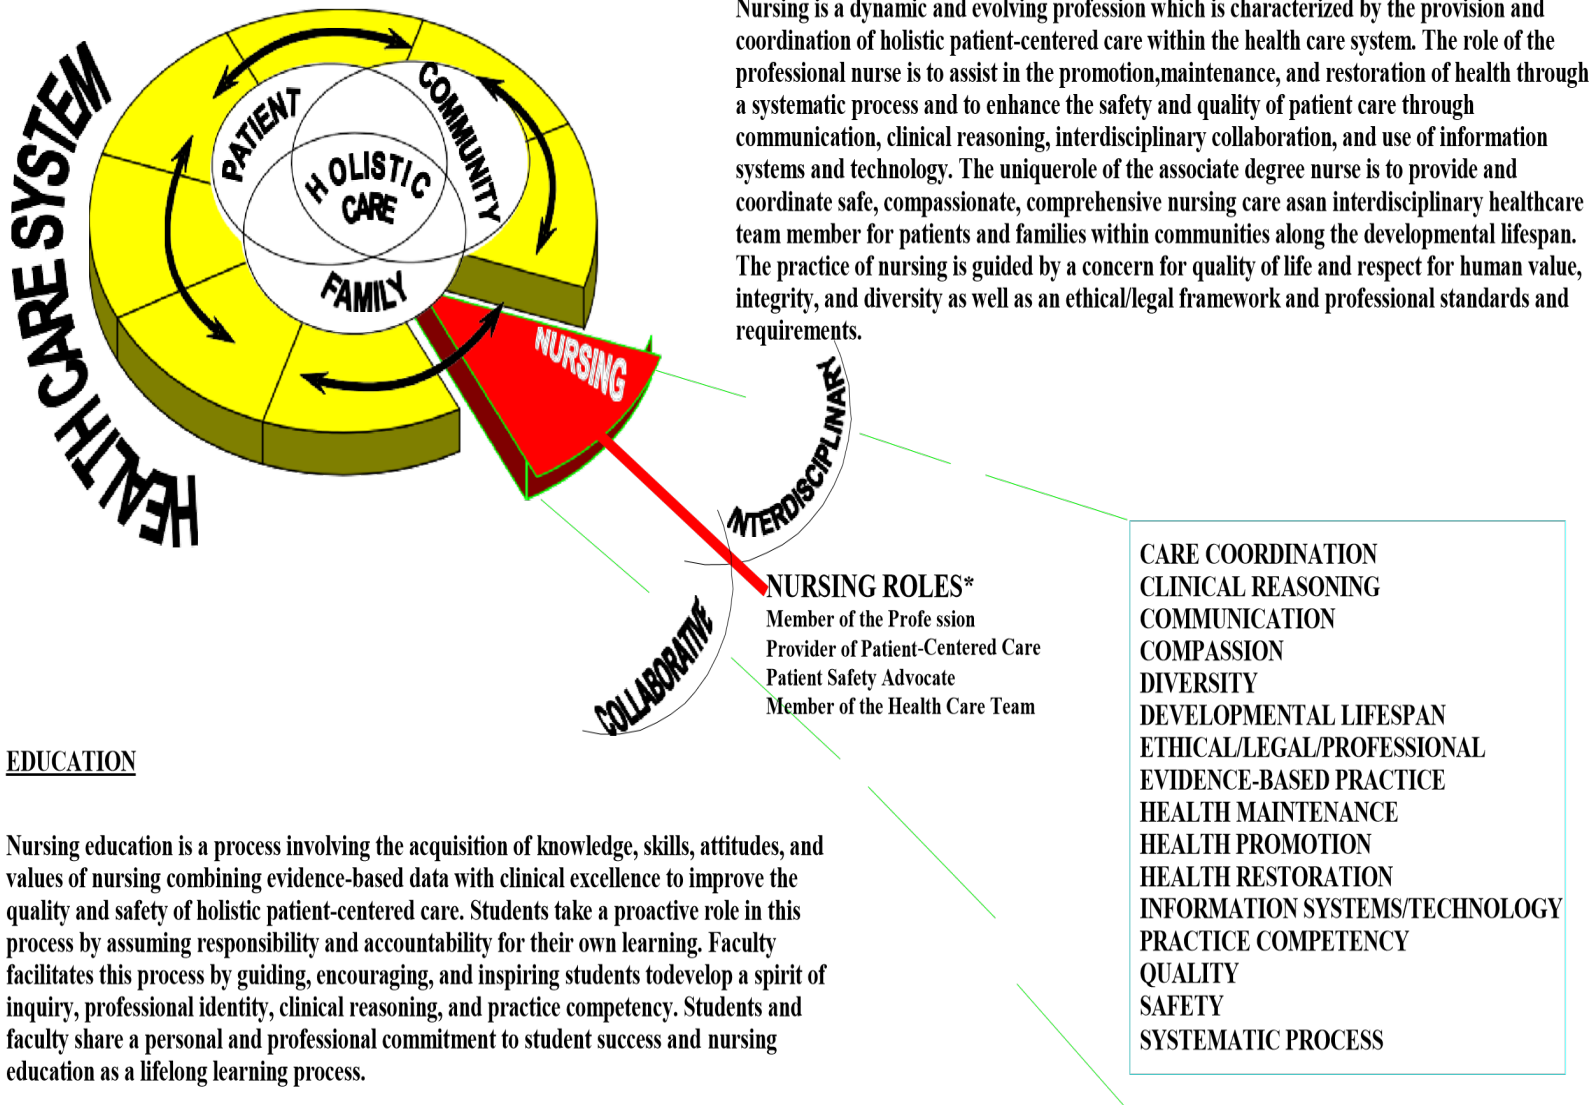 Nursing is a dynamic and evolving profession which is characterized by the provision and
coordination of holistic patient-centered care within the health care system. The role of the
professional nurse is to assist in the promotion,maintenance, and restoration of health through
a systematic process and to enhance the safety and quality of patient care through
communication, clinical reasoning, interdisciplinary collaboration, and use of information
systems and technology. The uniquerole of the associate degree nurse is to provide and
coordinate safe, compassionate, comprehensive nursing care asan interdisciplinary healthcare
team member for patients and families within communities along the developmental lifespan.
The practice of nursing is guided by a concern for quality of life and respect for human value,
integrity, and diversity as well as an ethical/legal framework and professional standards and
requirements.
HEALTH CARE SYSTEM
PATIENT
COMMUNITY
HOLISTIC
CARE
FAMILY
NURSING
INTERDISCIPLINARY
COLLABORATIVE
NURSING ROLES*
Member of the Profe ssion
Provider of Patient-Centered Care
Patient Safety Advocate
Member of the Health Care Team
CARE COORDINATION
CLINICAL REASONING
COMMUNICATION
COMPASSION
DIVERSITY
DEVELOPMENTAL LIFESPAN
ETHICAL/LEGAL/PROFESSIONAL
EVIDENCE-BASED PRACTICE
HEALTH MAINTENANCE
HEALTH PROMOTION
HEALTH RESTORATION
INFORMATION SYSTEMS/TECHNOLOGY
PRACTICE COMPETENCY
QUALITY
SAFETY
SYSTEMATIC PROCESS
EDUCATION
Nursing education is a process involving the acquisition of knowledge, skills, attitudes, and
values of nursing combining evidence-based data with clinical excellence to improve the
quality and safety of holistic patient-centered care. Students take a proactive role in this
process by assuming responsibility and accountability for their own learning. Faculty
facilitates this process by guiding, encouraging, and inspiring students todevelop a spirit of
inquiry, professional identity, clinical reasoning, and practice competency. Students and
faculty share a personal and professional commitment to student success and nursing
education as a lifelong learning process.